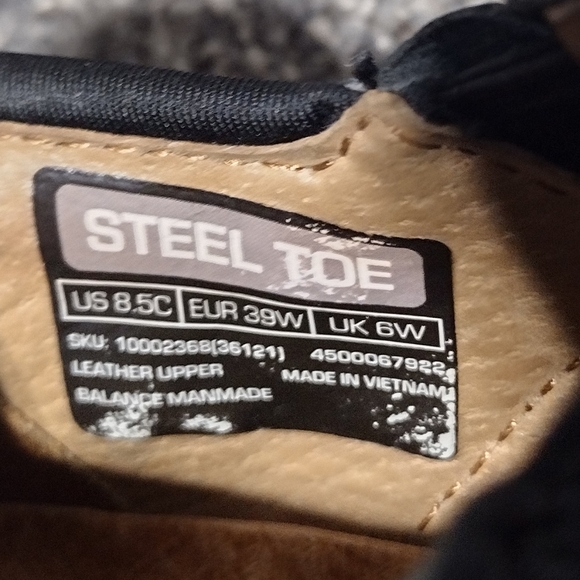 STEEL TOE
US 8.5C EUR 39W UK 6W
SKU: 10002368(36121) 4500067922
LEATHER UPPER MADE IN VIETNAM
BALANCE MANMADE